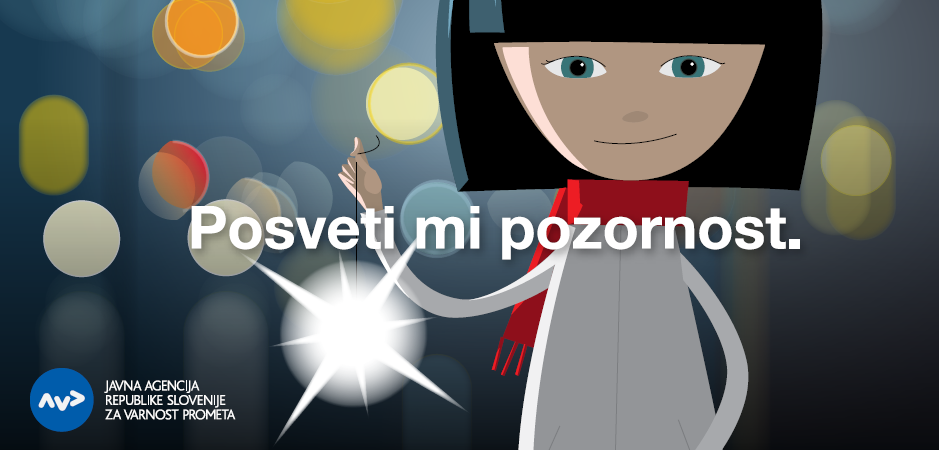 Posveti mi pozornost.
JAVNA AGENCIJA
REPUBLIKE SLOVENIJE
ZA VARNOST PROMETA